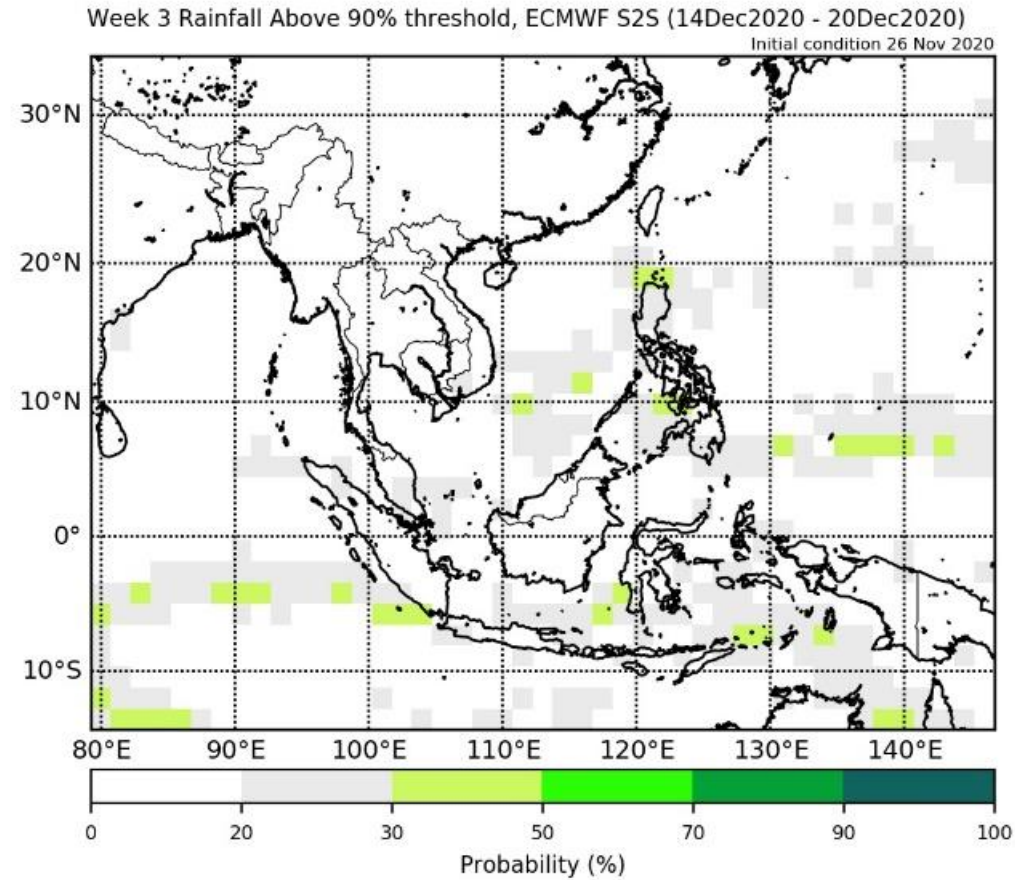 Week 3 Rainfall Above 90% threshold, ECMWF S2S (14Dec2020 - 20Dec2020)
Initial condition 26 Nov 2020
30°N
20°N
10°N
0°
10°S
80°E 90°E 100°E 110°E 120°E 130°E 140°E
0 20 30 50 70 90 100
Probability (%)